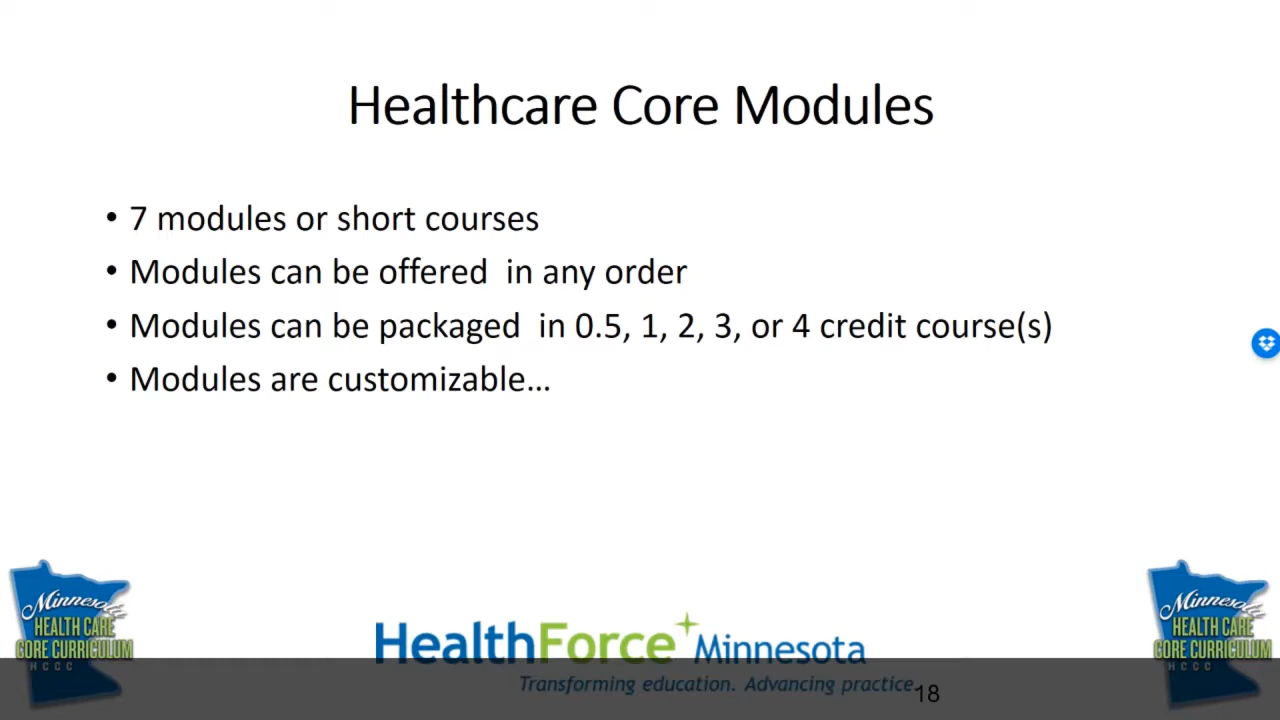 Healthcare Core Modules
• 7 modules or short courses
• Modules can be offered  in any order
• Modules can be packaged  in 0.5, 1, 2, 3, or 4 credit course(s)
• Modules are customizable…
Minnesota
HEALTH CARE
CORE CURRICULUM
HCCC
HealthForce Minnesota
Transforming education. Advancing practice.
18
Minnesota
HEALTH CARE
CORE CURRICULUM
HCCC